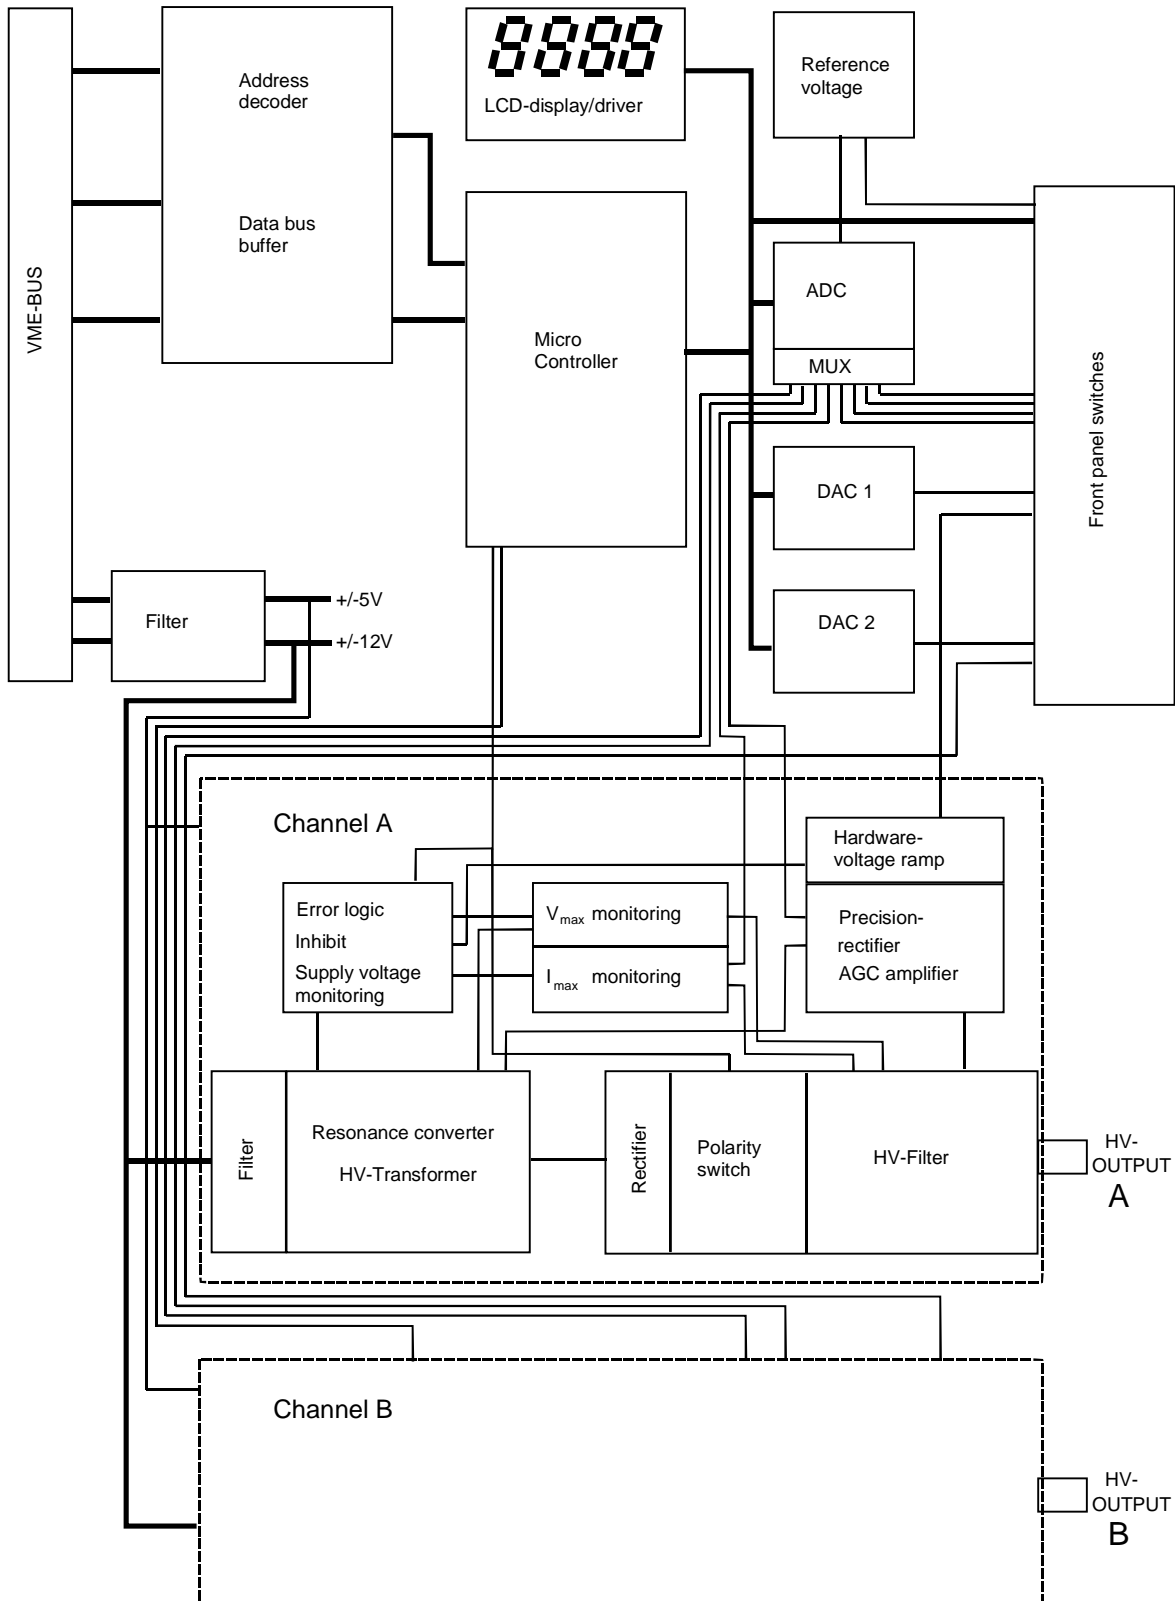 8888
LCD-display/driver
Reference
voltage
Address
decoder
Data bus
buffer
VME-BUS
Micro
Controller
ADC
MUX
Front panel switches
DAC 1
DAC 2
Filter
+/-5V
+/-12V
Channel A
Hardware-
voltage ramp
Error logic
Inhibit
Supply voltage
monitoring
Vmax monitoring
Imax monitoring
Precision-
rectifier
AGC amplifier
Filter
Resonance converter
HV-Transformer
Rectifier
Polarity
switch
HV-Filter
HV-
OUTPUT
A
Channel B
HV-
OUTPUT
B